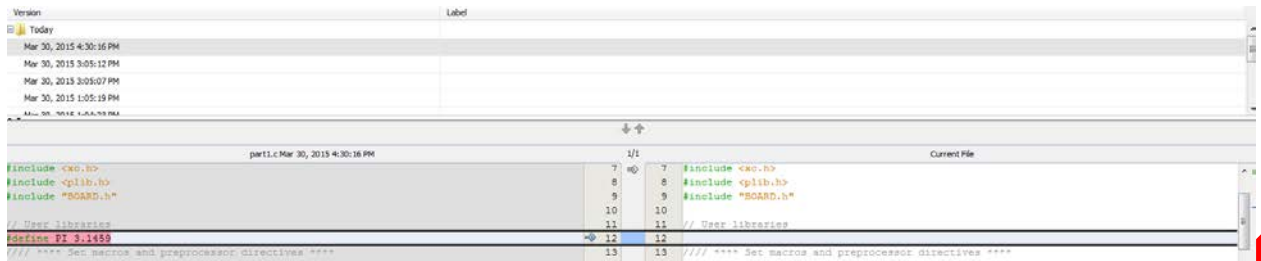 Version Label
Today
Mar 30, 2015 4:30:16 PM
Mar 30, 2015 3:05:12 PM
Mar 30, 2015 3:05:07 PM
Mar 30, 2015 1:05:19 PM
part1.c Mar 30, 2015 4:30:16 PM 1/1 Current File
#include <xc.h> 7 7 #include <xc.h>
#include <plib.h> 8 8 #include <plib.h>
#include "BOARD.h" 9 9 #include "BOARD.h"
10 10
// User libraries 11 11 // User libraries
#define PI 3.1459 12 12
//// **** Set macros and preprocessor directives **** 13 13 //// **** Set macros and preprocessor directives ****